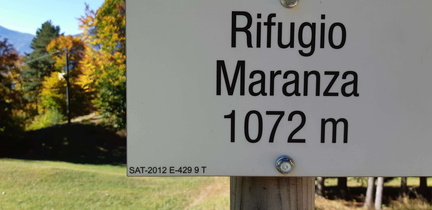 Rifugio
Maranza
1072 m
SAT-2012 E-429 9 T